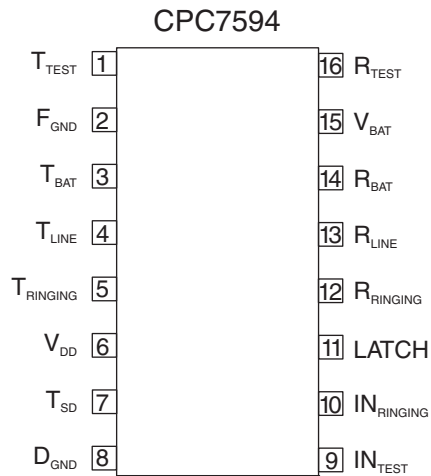 CPC7594
T_TEST 1 16 R_TEST
F_GND 2 15 V_BAT
T_BAT 3 14 R_BAT
T_LINE 4 13 R_LINE
T_RINGING 5 12 R_RINGING
V_DD 6 11 LATCH
T_SD 7 10 IN_RINGING
D_GND 8 9 IN_TEST